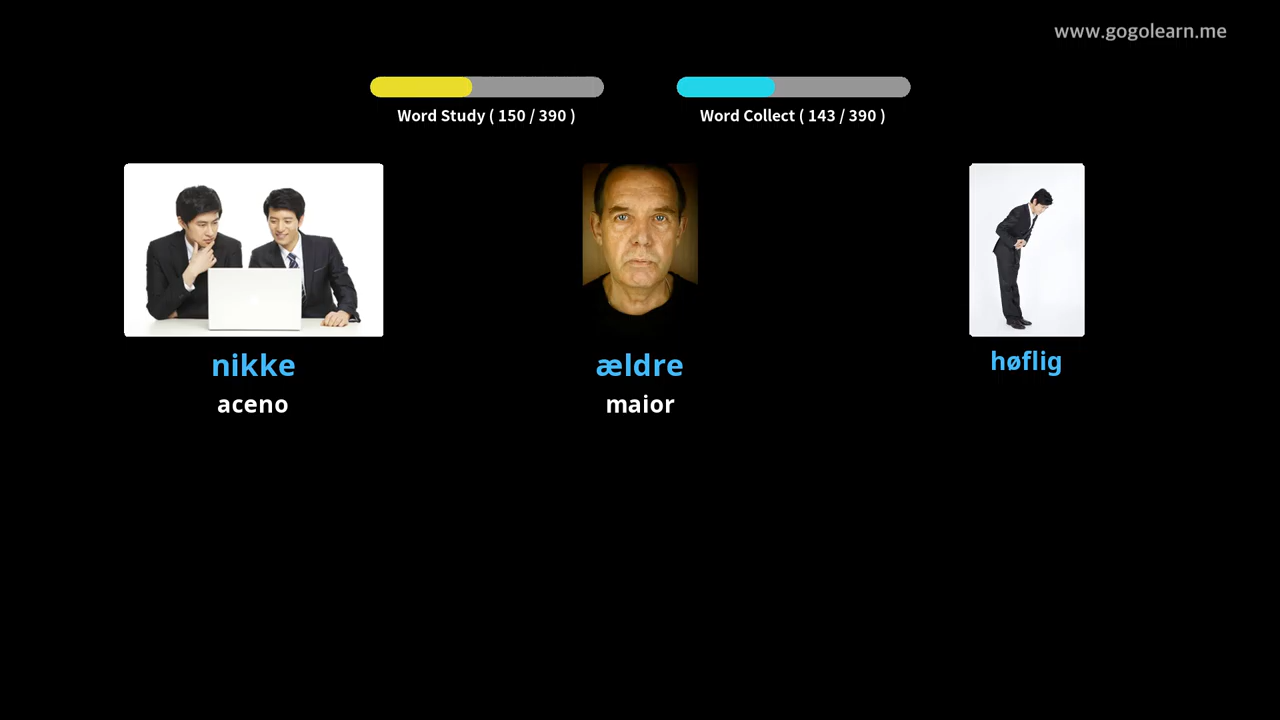 www.gogolearn.me
Word Study ( 150 / 390 )
Word Collect ( 143 / 390 )
nikke
aceno
ældre
maior
høflig